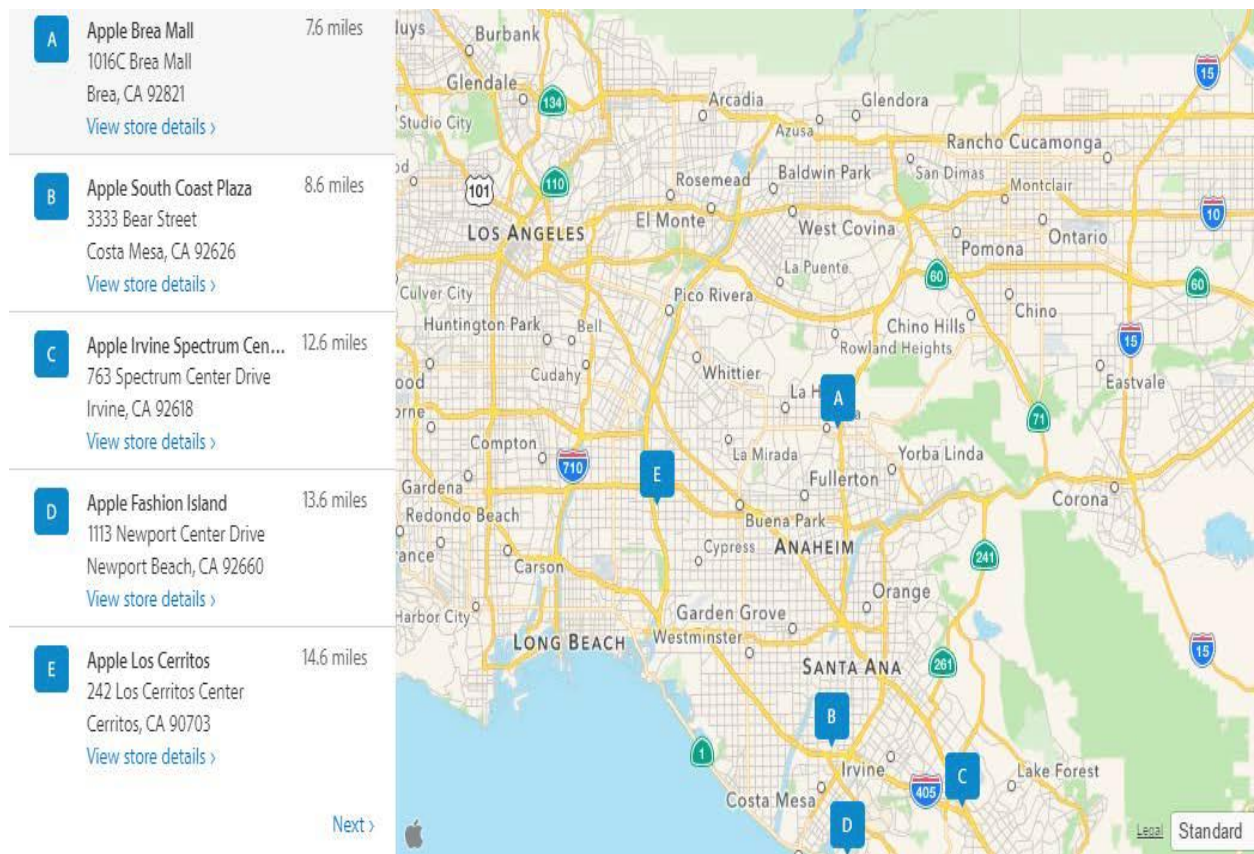 A
Apple Brea Mall
7.6 miles
1016C Brea Mall
Brea, CA 92821
View store details ›
B
Apple South Coast Plaza
8.6 miles
3333 Bear Street
Costa Mesa, CA 92626
View store details ›
C
Apple Irvine Spectrum Cen...
12.6 miles
763 Spectrum Center Drive
Irvine, CA 92618
View store details ›
D
Apple Fashion Island
13.6 miles
1113 Newport Center Drive
Newport Beach, CA 92660
View store details ›
E
Apple Los Cerritos
14.6 miles
242 Los Cerritos Center
Cerritos, CA 90703
View store details ›
Next ›
Burbank
15
Glendale
134
Arcadia
Glendora
Studio City
Azusa
Rancho Cucamonga
101
110
Rosemead
Baldwin Park
San Dimas
Montclair
El Monte
10
LOS ANGELES
West Covina
Pomona
Ontario
La Puente
60
60
Culver City
Pico Rivera
Chino
Huntington Park
Bell
Chino Hills
Rowland Heights
15
Cudahy
Whittier
Eastvale
La H
A
71
Compton
La Mirada
Yorba Linda
710
E
Fullerton
Gardena
Corona
Redondo Beach
Buena Park
ance
Cypress
ANAHEIM
241
Carson
Orange
Harbor City
Garden Grove
LONG BEACH
Westminster
SANTA ANA
261
15
B
1
Irvine
C
Lake Forest
Costa Mesa
405
D
Legal
Standard